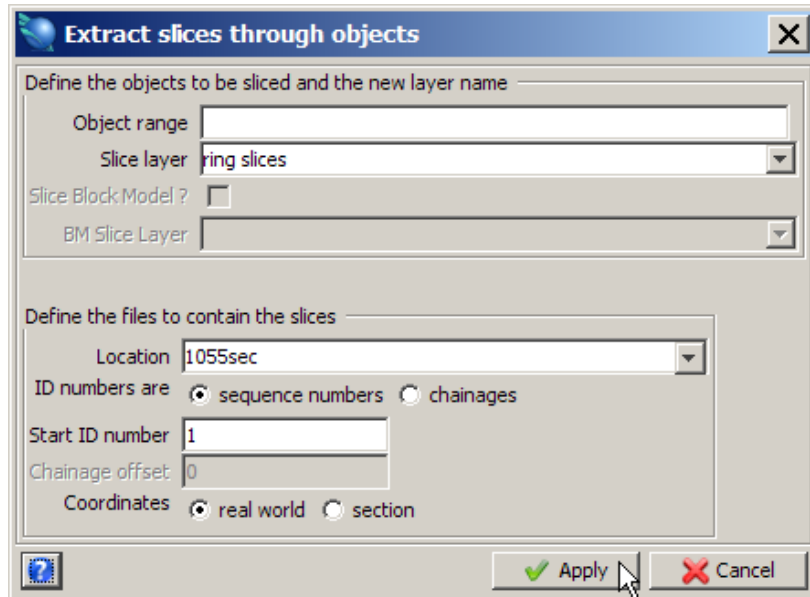 Extract slices through objects
Define the objects to be sliced and the new layer name
Object range
Slice layer ring slices
Slice Block Model ?
BM Slice Layer
Define the files to contain the slices
Location 1055sec
ID numbers are sequence numbers chainages
Start ID number 1
Chainage offset 0
Coordinates real world section
? Apply Cancel